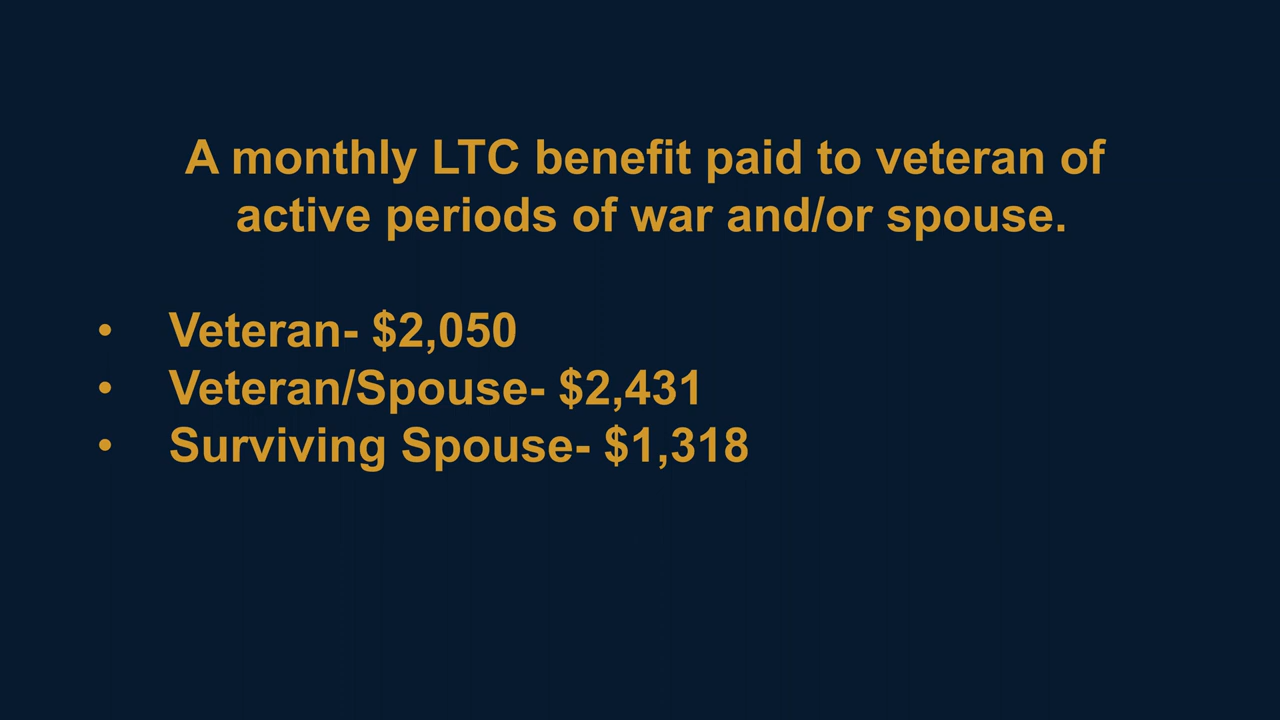 A monthly LTC benefit paid to veteran of
active periods of war and/or spouse.
• Veteran- $2,050
• Veteran/Spouse- $2,431
• Surviving Spouse- $1,318